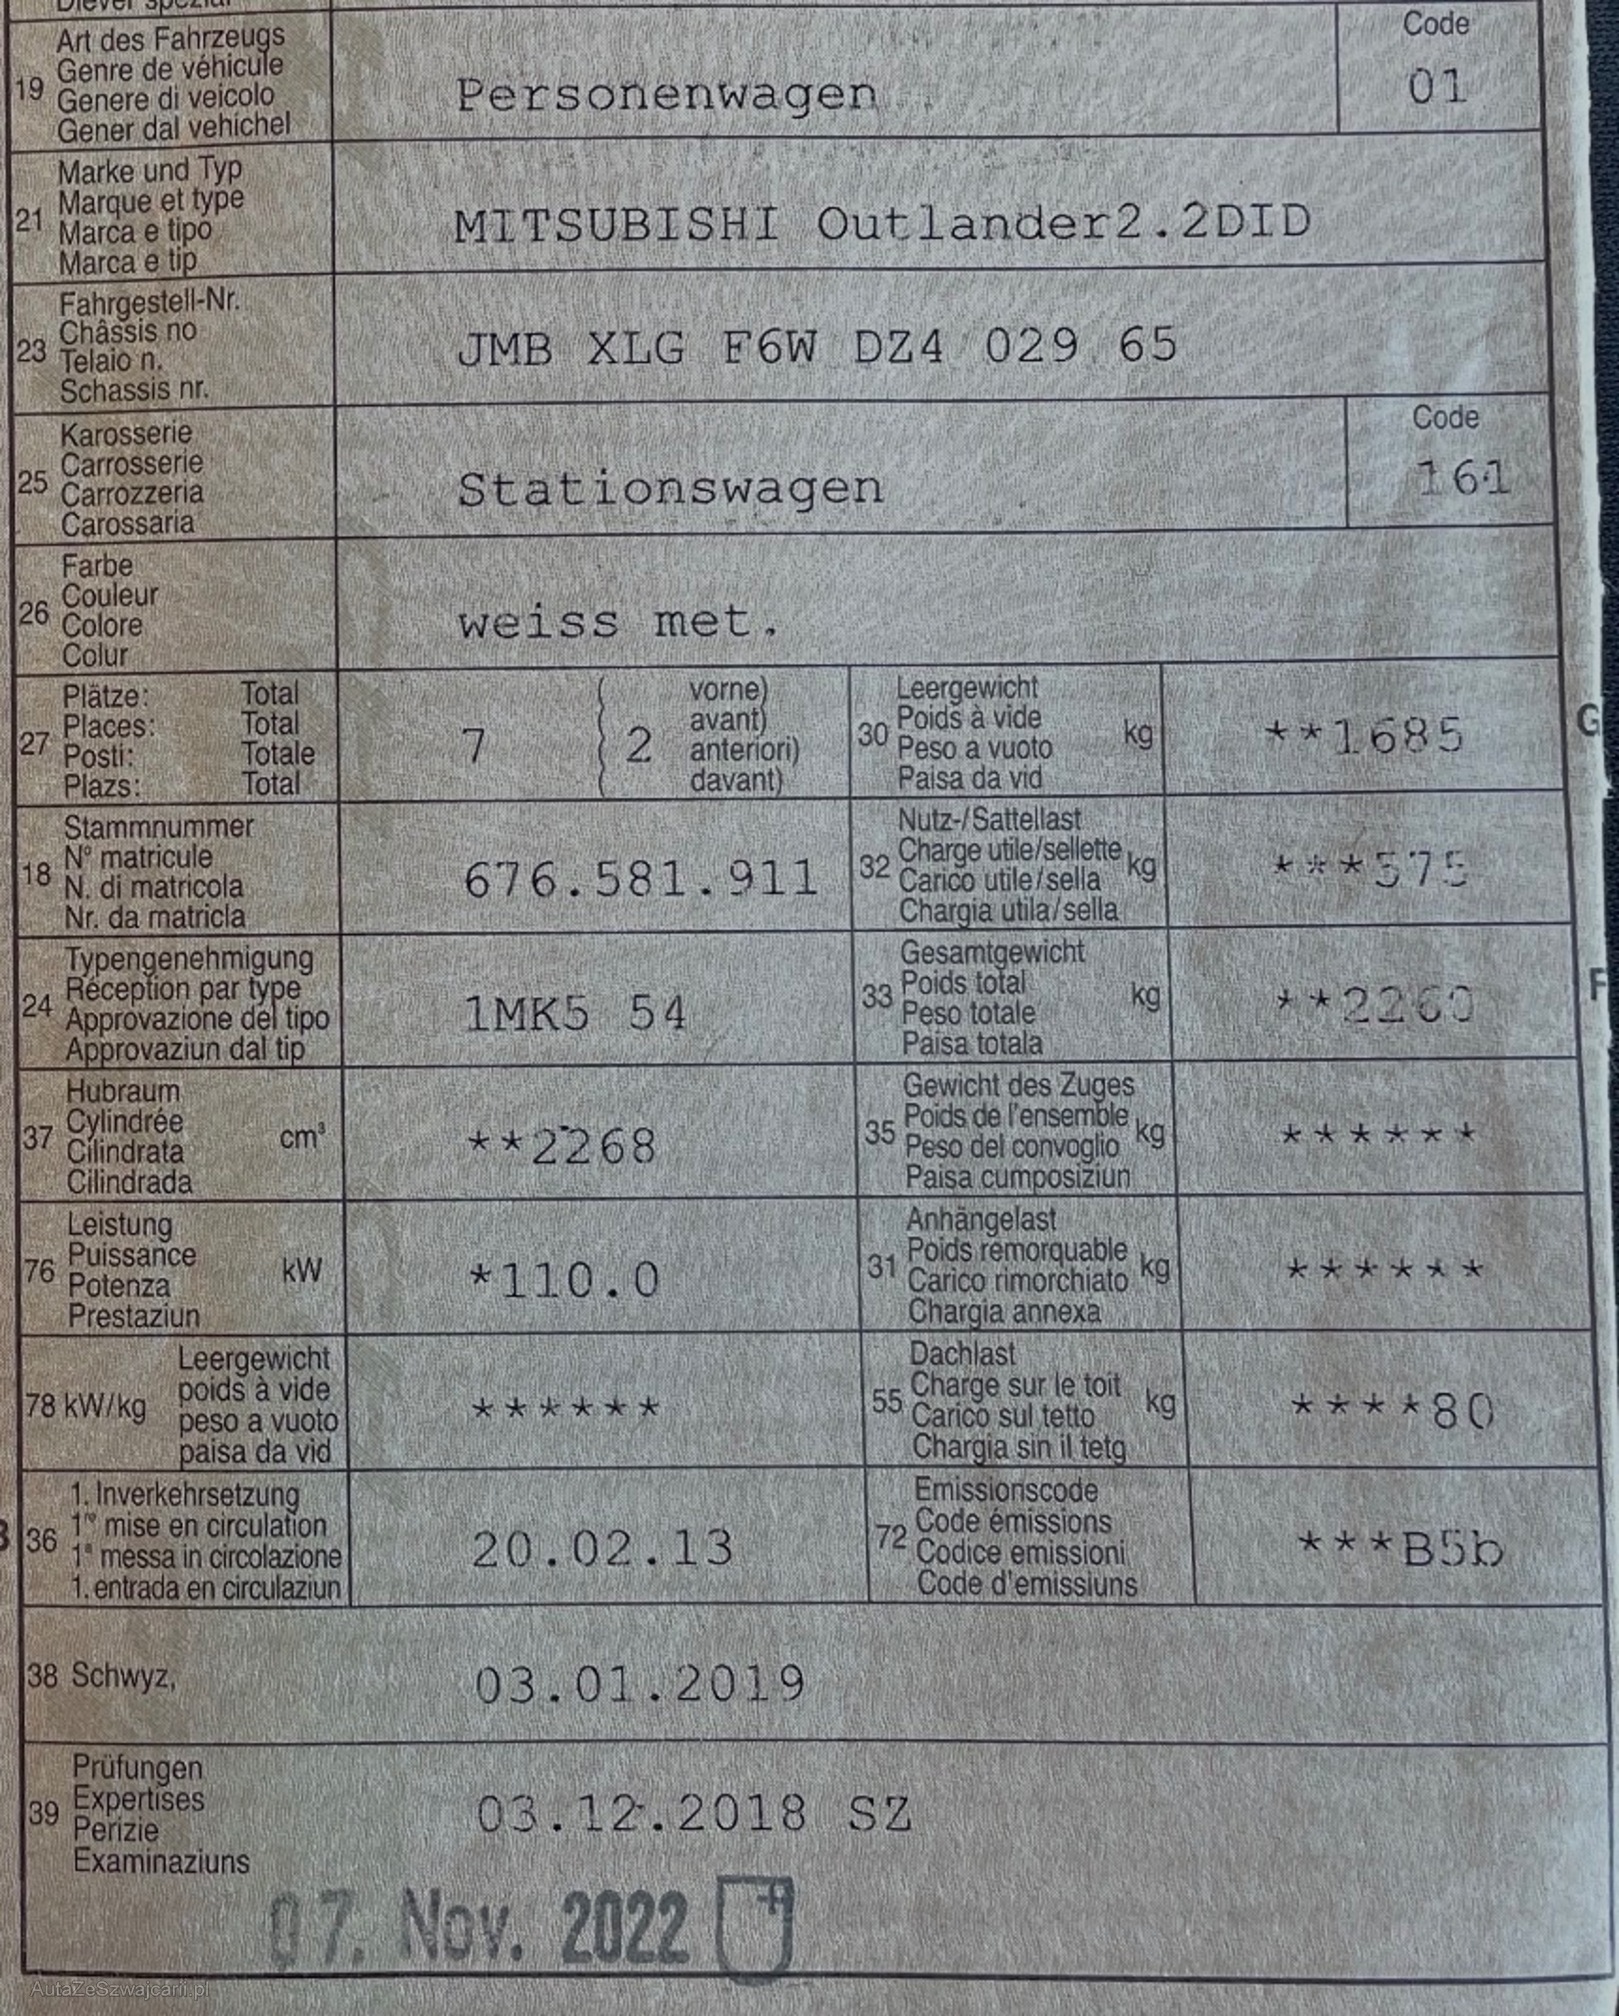 19 Art des Fahrzeugs
Genre de véhicule
Genere di veicolo
Gener dal vehichel
Personenwagen
Code
01
21 Marke und Typ
Marque et type
Marca e tipo
Marca e tip
MITSUBISHI Outlander2.2DID
23 Fahrgestell-Nr.
Châssis no
Telaio n.
Schassis nr.
JMB XLG F6W DZ4 029 65
25 Karosserie
Carrosserie
Carrozzeria
Carossaria
Stationswagen
Code
161
26 Farbe
Couleur
Colore
Colur
weiss met.
27 Plätze: Total
Places: Total
Posti: Totale
Plazs: Total
7
2
vorne)
avant)
anteriori)
davant)
30 Leergewicht
Poids à vide
Peso a vuoto
Paisa da vid
kg
**1685
G
18 Stammnummer
N° matricule
N. di matricola
Nr. da matricla
676.581.911
32 Nutz-/Sattellast
Charge utile/sellette
Carico utile/sella
Chargia utila/sella
kg
***575
24 Typengenehmigung
Réception par type
Approvazione del tipo
Approvaziun dal tip
1MK5 54
33 Gesamtgewicht
Poids total
Peso totale
Paisa totala
kg
**2260
F
37 Hubraum
Cylindrée
Cilindrata
Cilindrada
cm³
**2268
35 Gewicht des Zuges
Poids de l'ensemble
Peso del convoglio
Paisa cumposiziun
kg
******
76 Leistung
Puissance
Potenza
Prestaziun
kW
*110.0
31 Anhängelast
Poids remorquable
Carico rimorchiato
Chargia annexa
kg
******
78 kW/kg
Leergewicht
poids à vide
peso a vuoto
paisa da vid
******
55 Dachlast
Charge sur le toit
Carico sul tetto
Chargia sin il tetg
kg
****80
36 1. Inverkehrsetzung
1re mise en circulation
1a messa in circolazione
1. entrada en circulaziun
20.02.13
72 Emissionscode
Code émissions
Codice emissioni
Code d'emissiuns
***B5b
38 Schwyz,
03.01.2019
39 Prüfungen
Expertises
Perizie
Examinaziuns
03.12.2018 SZ
07. Nov. 2022
AutaZeSzwajcarii.pl